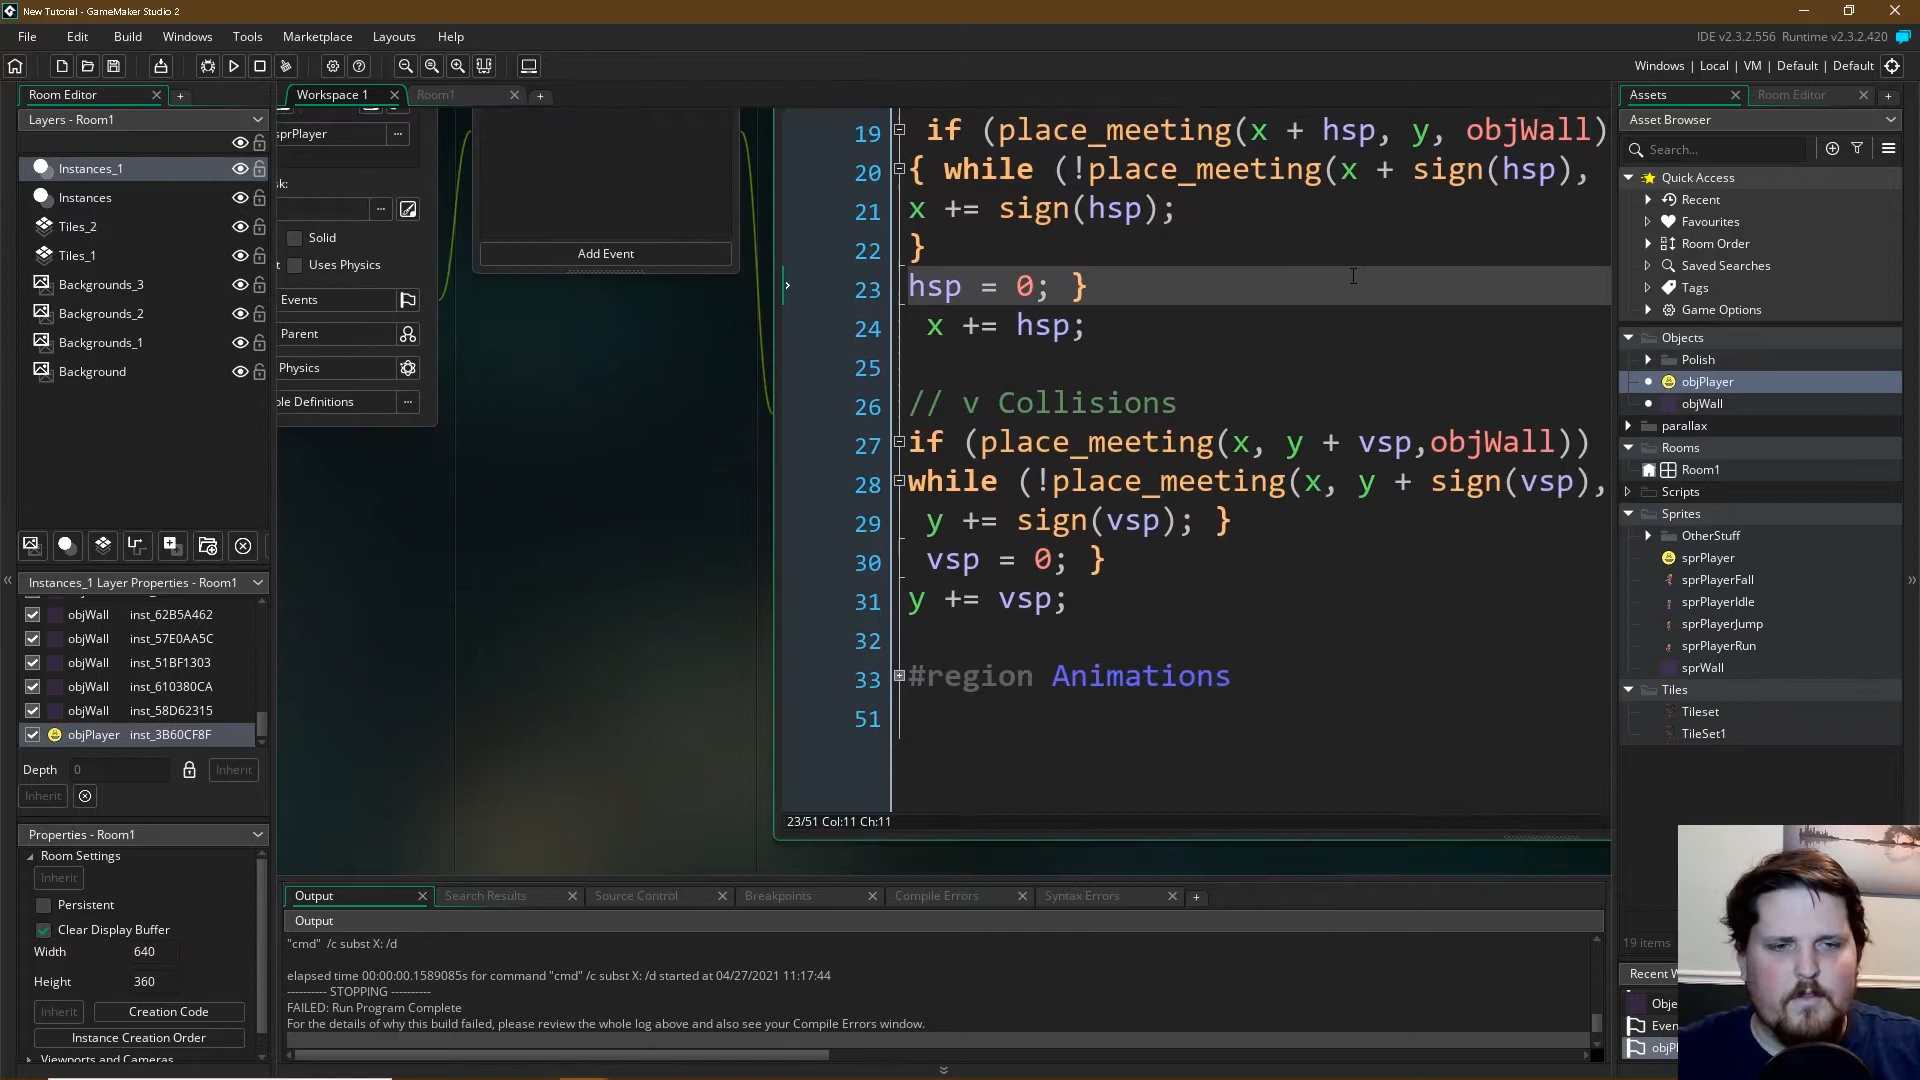 New Tutorial - GameMaker Studio 2
File Edit Build Windows Tools Marketplace Layouts Help
IDE v2.3.2.556 Runtime v2.3.2.420
Windows | Local | VM | Default | Default
Room Editor
Layers - Room1
Instances_1
Instances
Tiles_2
Tiles_1
Backgrounds_3
Backgrounds_2
Backgrounds_1
Background
Instances_1 Layer Properties - Room1
objWall inst_62B5A462
objWall inst_57E0AA5C
objWall inst_51BF1303
objWall inst_610380CA
objWall inst_58D62315
objPlayer inst_3B60CF8F
Depth 0 Inherit
Inherit
Properties - Room1
Room Settings
Inherit
Persistent
Clear Display Buffer
Width 640
Height 360
Inherit Creation Code
Instance Creation Order
Viewports and Cameras
Workspace 1 Room1
sprPlayer
k:
Solid
t Uses Physics
Events
Parent
Physics
ble Definitions
Add Event
19 if (place_meeting(x + hsp, y, objWall)
20 { while (!place_meeting(x + sign(hsp),
21 x += sign(hsp);
22 }
23 hsp = 0; }
24 x += hsp;
25
26 // v Collisions
27 if (place_meeting(x, y + vsp,objWall))
28 while (!place_meeting(x, y + sign(vsp),
29 y += sign(vsp); }
30 vsp = 0; }
31 y += vsp;
32
33 #region Animations
51
23/51 Col:11 Ch:11
Output Search Results Source Control Breakpoints Compile Errors Syntax Errors
Output
"cmd" /c subst X: /d
elapsed time 00:00:00.1589085s for command "cmd" /c subst X: /d started at 04/27/2021 11:17:44
---------- STOPPING ----------
FAILED: Run Program Complete
For the details of why this build failed, please review the whole log above and also see your Compile Errors window.
Assets Room Editor
Asset Browser
Search...
Quick Access
Recent
Favourites
Room Order
Saved Searches
Tags
Game Options
Objects
Polish
objPlayer
objWall
parallax
Rooms
Room1
Scripts
Sprites
OtherStuff
sprPlayer
sprPlayerFall
sprPlayerIdle
sprPlayerJump
sprPlayerRun
sprWall
Tiles
Tileset
TileSet1
19 items
Recent W
Obje
Even
objPl